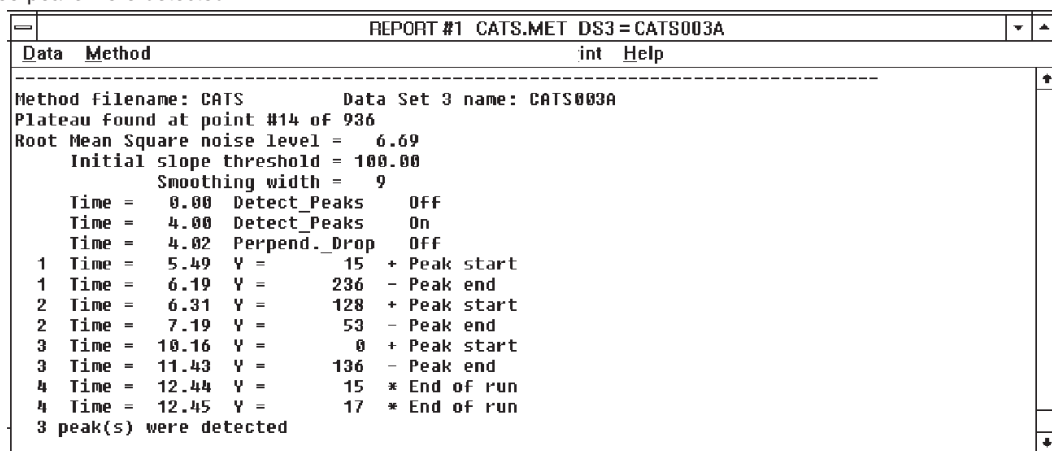 REPORT #1 CATS.MET DS3 = CATS003A
Data Method int Help
--------------------------------------------------------------------------------
Method filename: CATS Data Set 3 name: CATS003A
Plateau found at point #14 of 936
Root Mean Square noise level = 6.69
Initial slope threshold = 100.00
Smoothing width = 9
Time = 0.00 Detect_Peaks Off
Time = 4.00 Detect_Peaks On
Time = 4.02 Perpend._Drop Off
1 Time = 5.49 Y = 15 + Peak start
1 Time = 6.19 Y = 236 - Peak end
2 Time = 6.31 Y = 128 + Peak start
2 Time = 7.19 Y = 53 - Peak end
3 Time = 10.16 Y = 0 + Peak start
3 Time = 11.43 Y = 136 - Peak end
4 Time = 12.44 Y = 15 * End of run
4 Time = 12.45 Y = 17 * End of run
3 peak(s) were detected